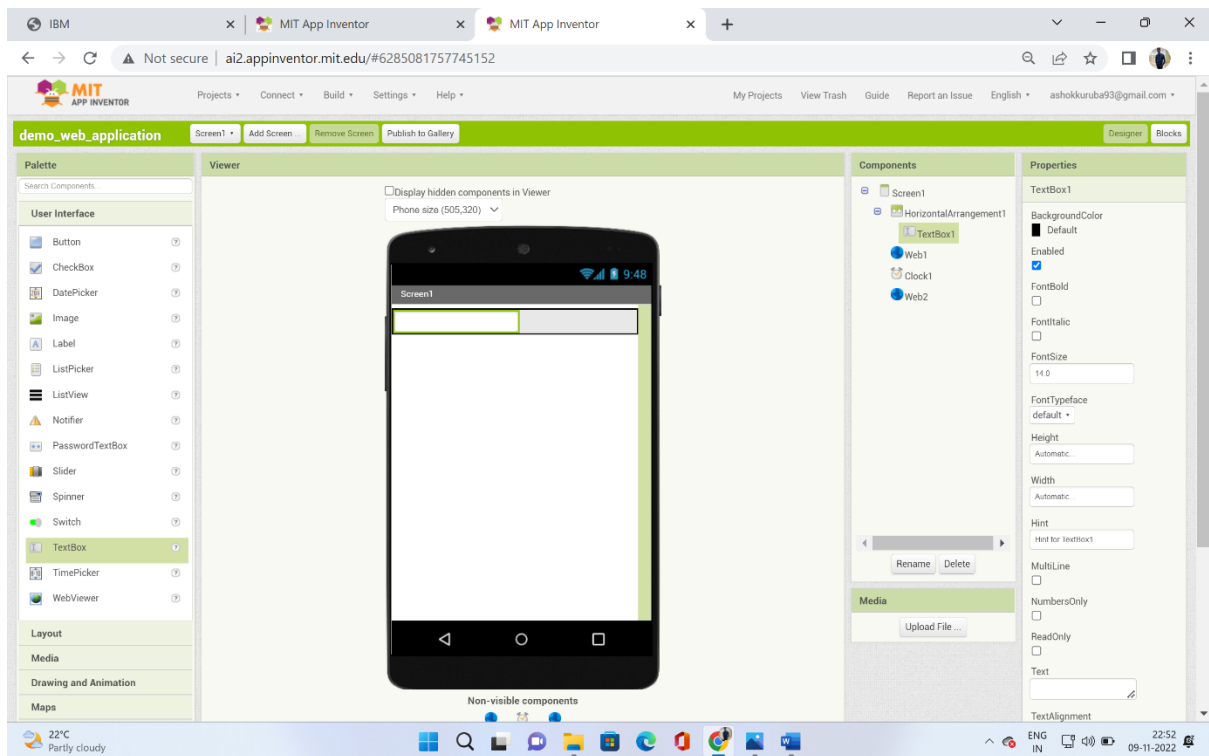 IBM
MIT App Inventor
MIT App Inventor
Not secure | ai2.appinventor.mit.edu/#6285081757745152
MIT
APP INVENTOR
Projects Connect Build Settings Help
My Projects View Trash Guide Report an Issue English ashokkuruba93@gmail.com
demo_web_application
Screen1 Add Screen ... Remove Screen Publish to Gallery
Designer Blocks
Palette
Search Components...
User Interface
Button
CheckBox
DatePicker
Image
Label
ListPicker
ListView
Notifier
PasswordTextBox
Slider
Spinner
Switch
TextBox
TimePicker
WebViewer
Layout
Media
Drawing and Animation
Maps
Viewer
Display hidden components in Viewer
Phone size (505,320)
9:48
Screen1
Non-visible components
Components
Screen1
HorizontalArrangement1
TextBox1
Web1
Clock1
Web2
Rename Delete
Media
Upload File ...
Properties
TextBox1
BackgroundColor
Default
Enabled
FontBold
FontItalic
FontSize
14.0
FontTypeface
default
Height
Automatic...
Width
Automatic...
Hint
Hint for TextBox1
MultiLine
NumbersOnly
ReadOnly
Text
TextAlignment
22°C
Partly cloudy
ENG
IN
22:52
09-11-2022